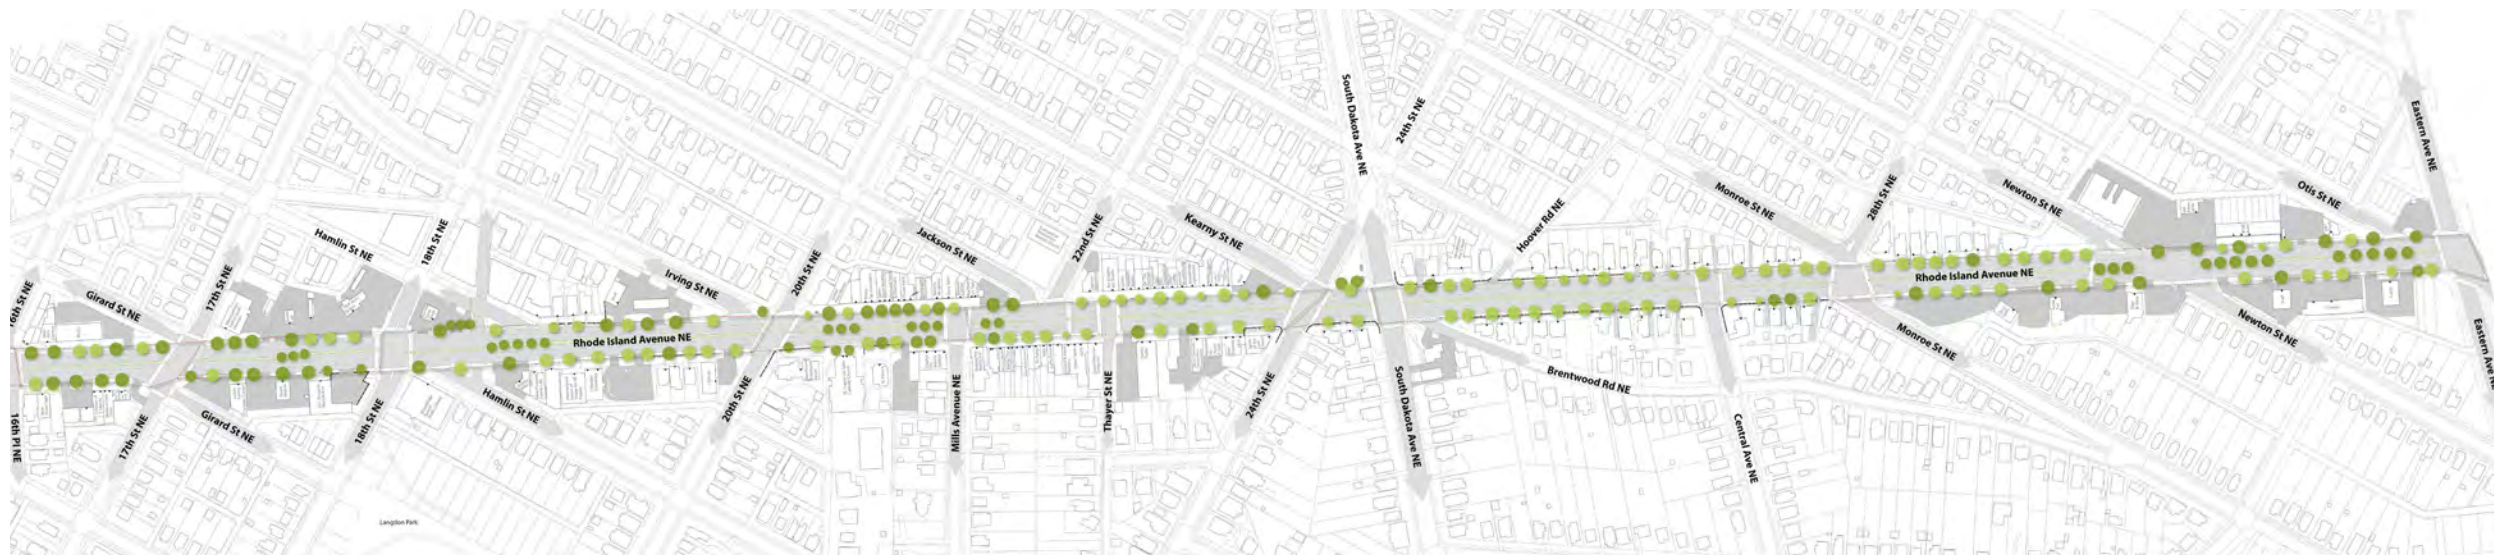 16th St NE
Girard St NE
17th St NE
Hamlin St NE
18th St NE
Irving St NE
20th St NE
Jackson St NE
22nd St NE
Kearny St NE
South Dakota Ave NE
24th St NE
Hoover Rd NE
Monroe St NE
28th St NE
Newton St NE
Otis St NE
Eastern Ave NE
Rhode Island Avenue NE
Rhode Island Avenue NE
16th Pl NE
17th St NE
Girard St NE
18th St NE
Hamlin St NE
20th St NE
Mills Avenue NE
Thayer St NE
24th St NE
South Dakota Ave NE
Brentwood Rd NE
Central Ave NE
Monroe St NE
Newton St NE
Eastern Ave NE
Langdon Park